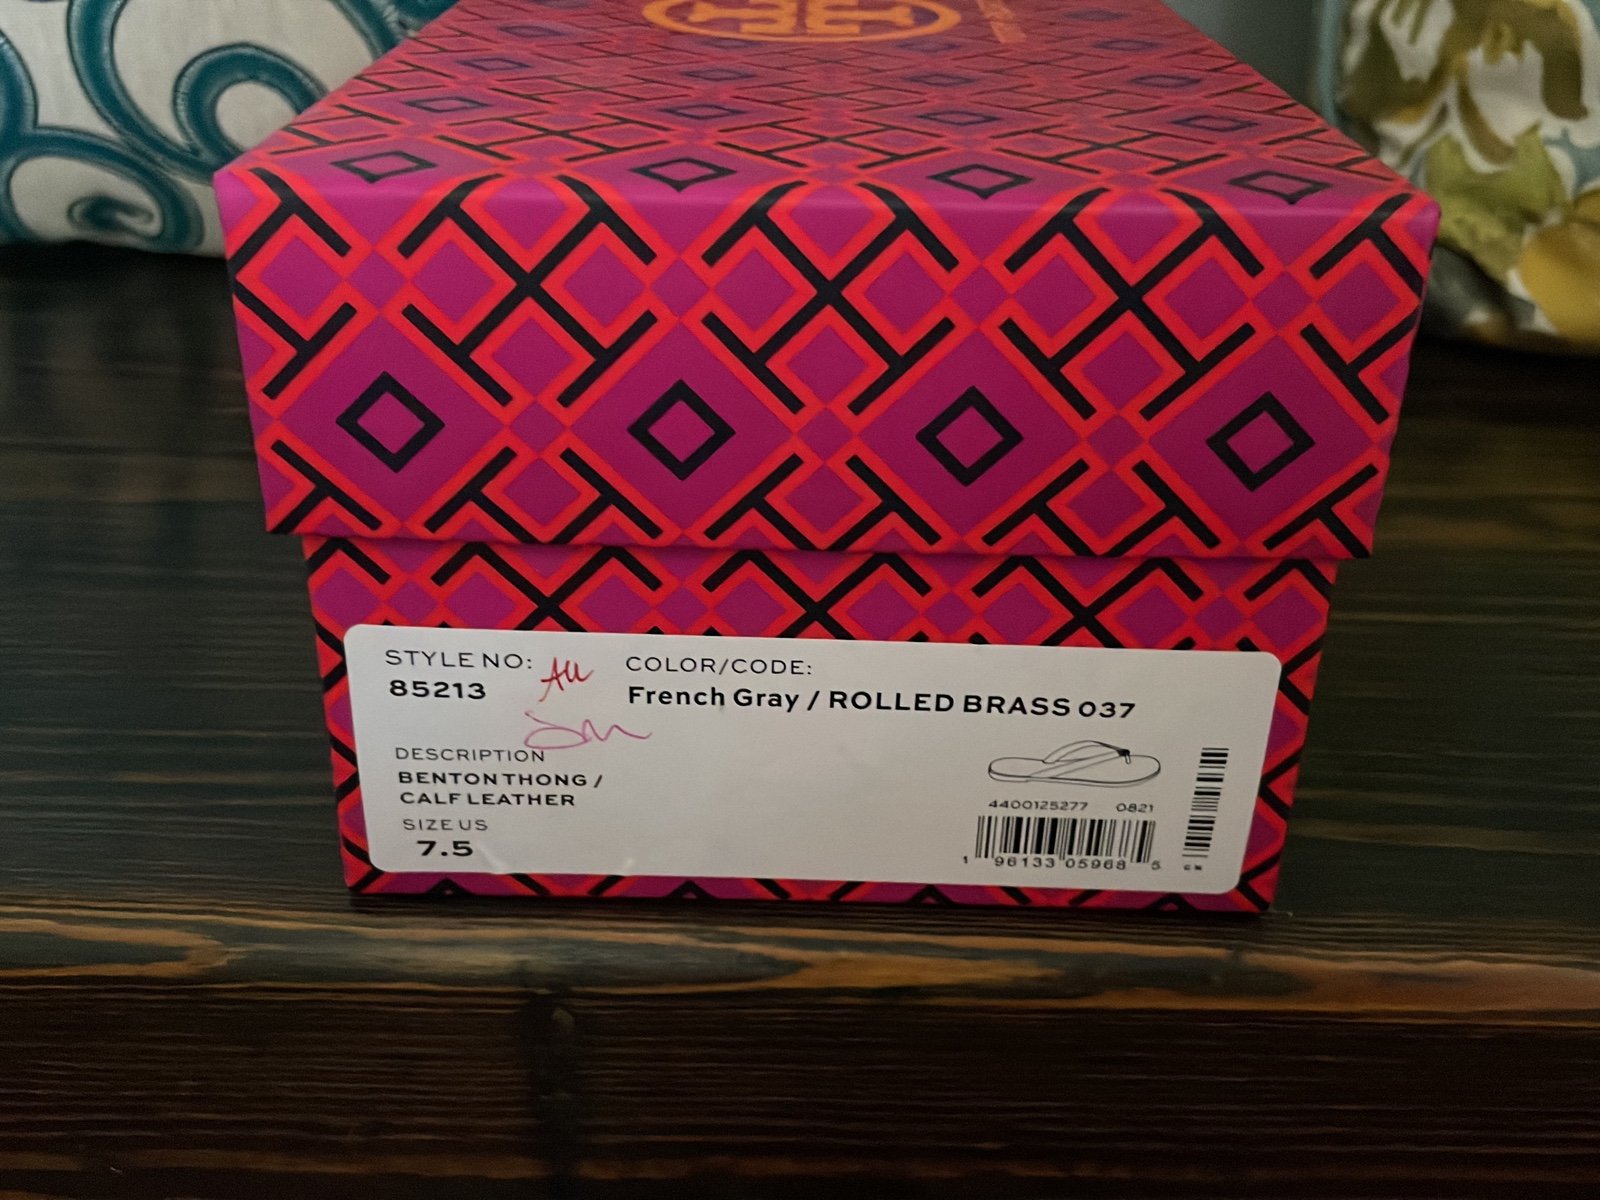 STYLE NO:
85213
COLOR/CODE:
French Gray / ROLLED BRASS 037
DESCRIPTION
BENTON THONG /
CALF LEATHER
SIZE US
7.5
4400125277 0821
1 96133 05968 5